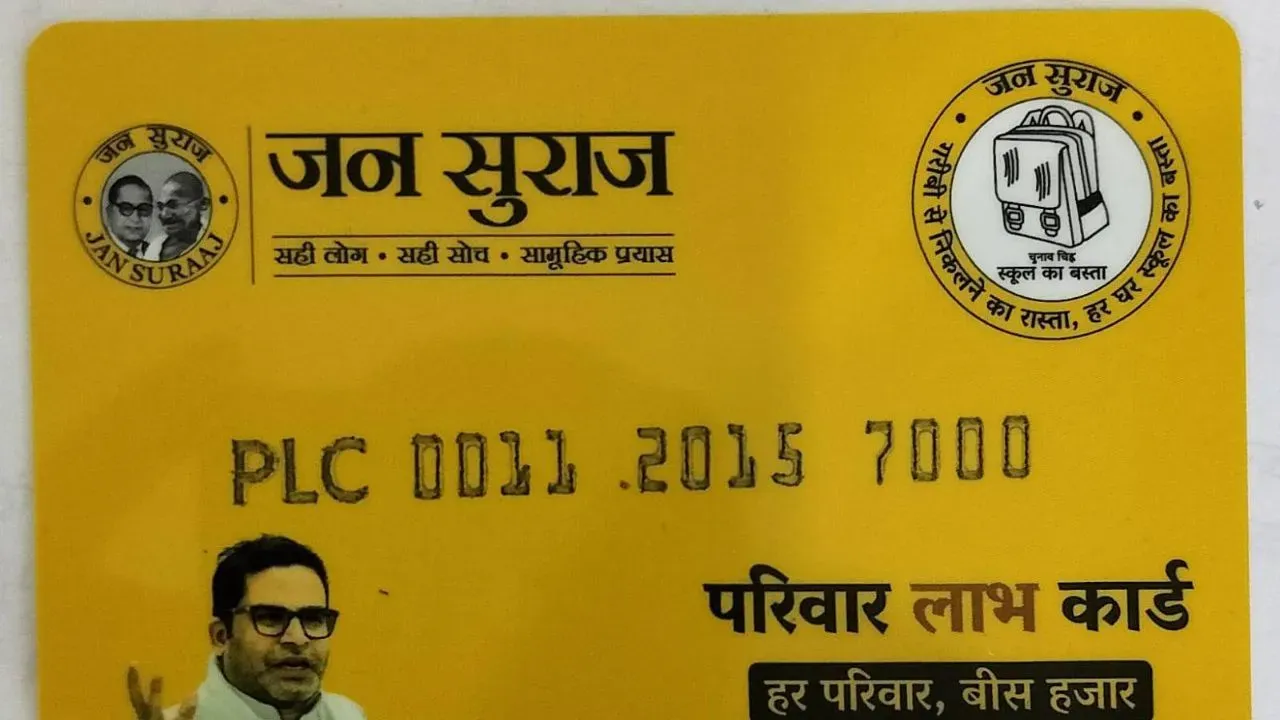 जन सुराज
JAN SURAAJ
जन सुराज
सही लोग • सही सोच • सामूहिक प्रयास
जन सुराज
गरीबी से निकलने का रास्ता, हर घर स्कूल का बस्ता
चुनाव चिह्न
स्कूल का बस्ता
PLC 0011 2015 7000
परिवार लाभ कार्ड
हर परिवार, बीस हजार